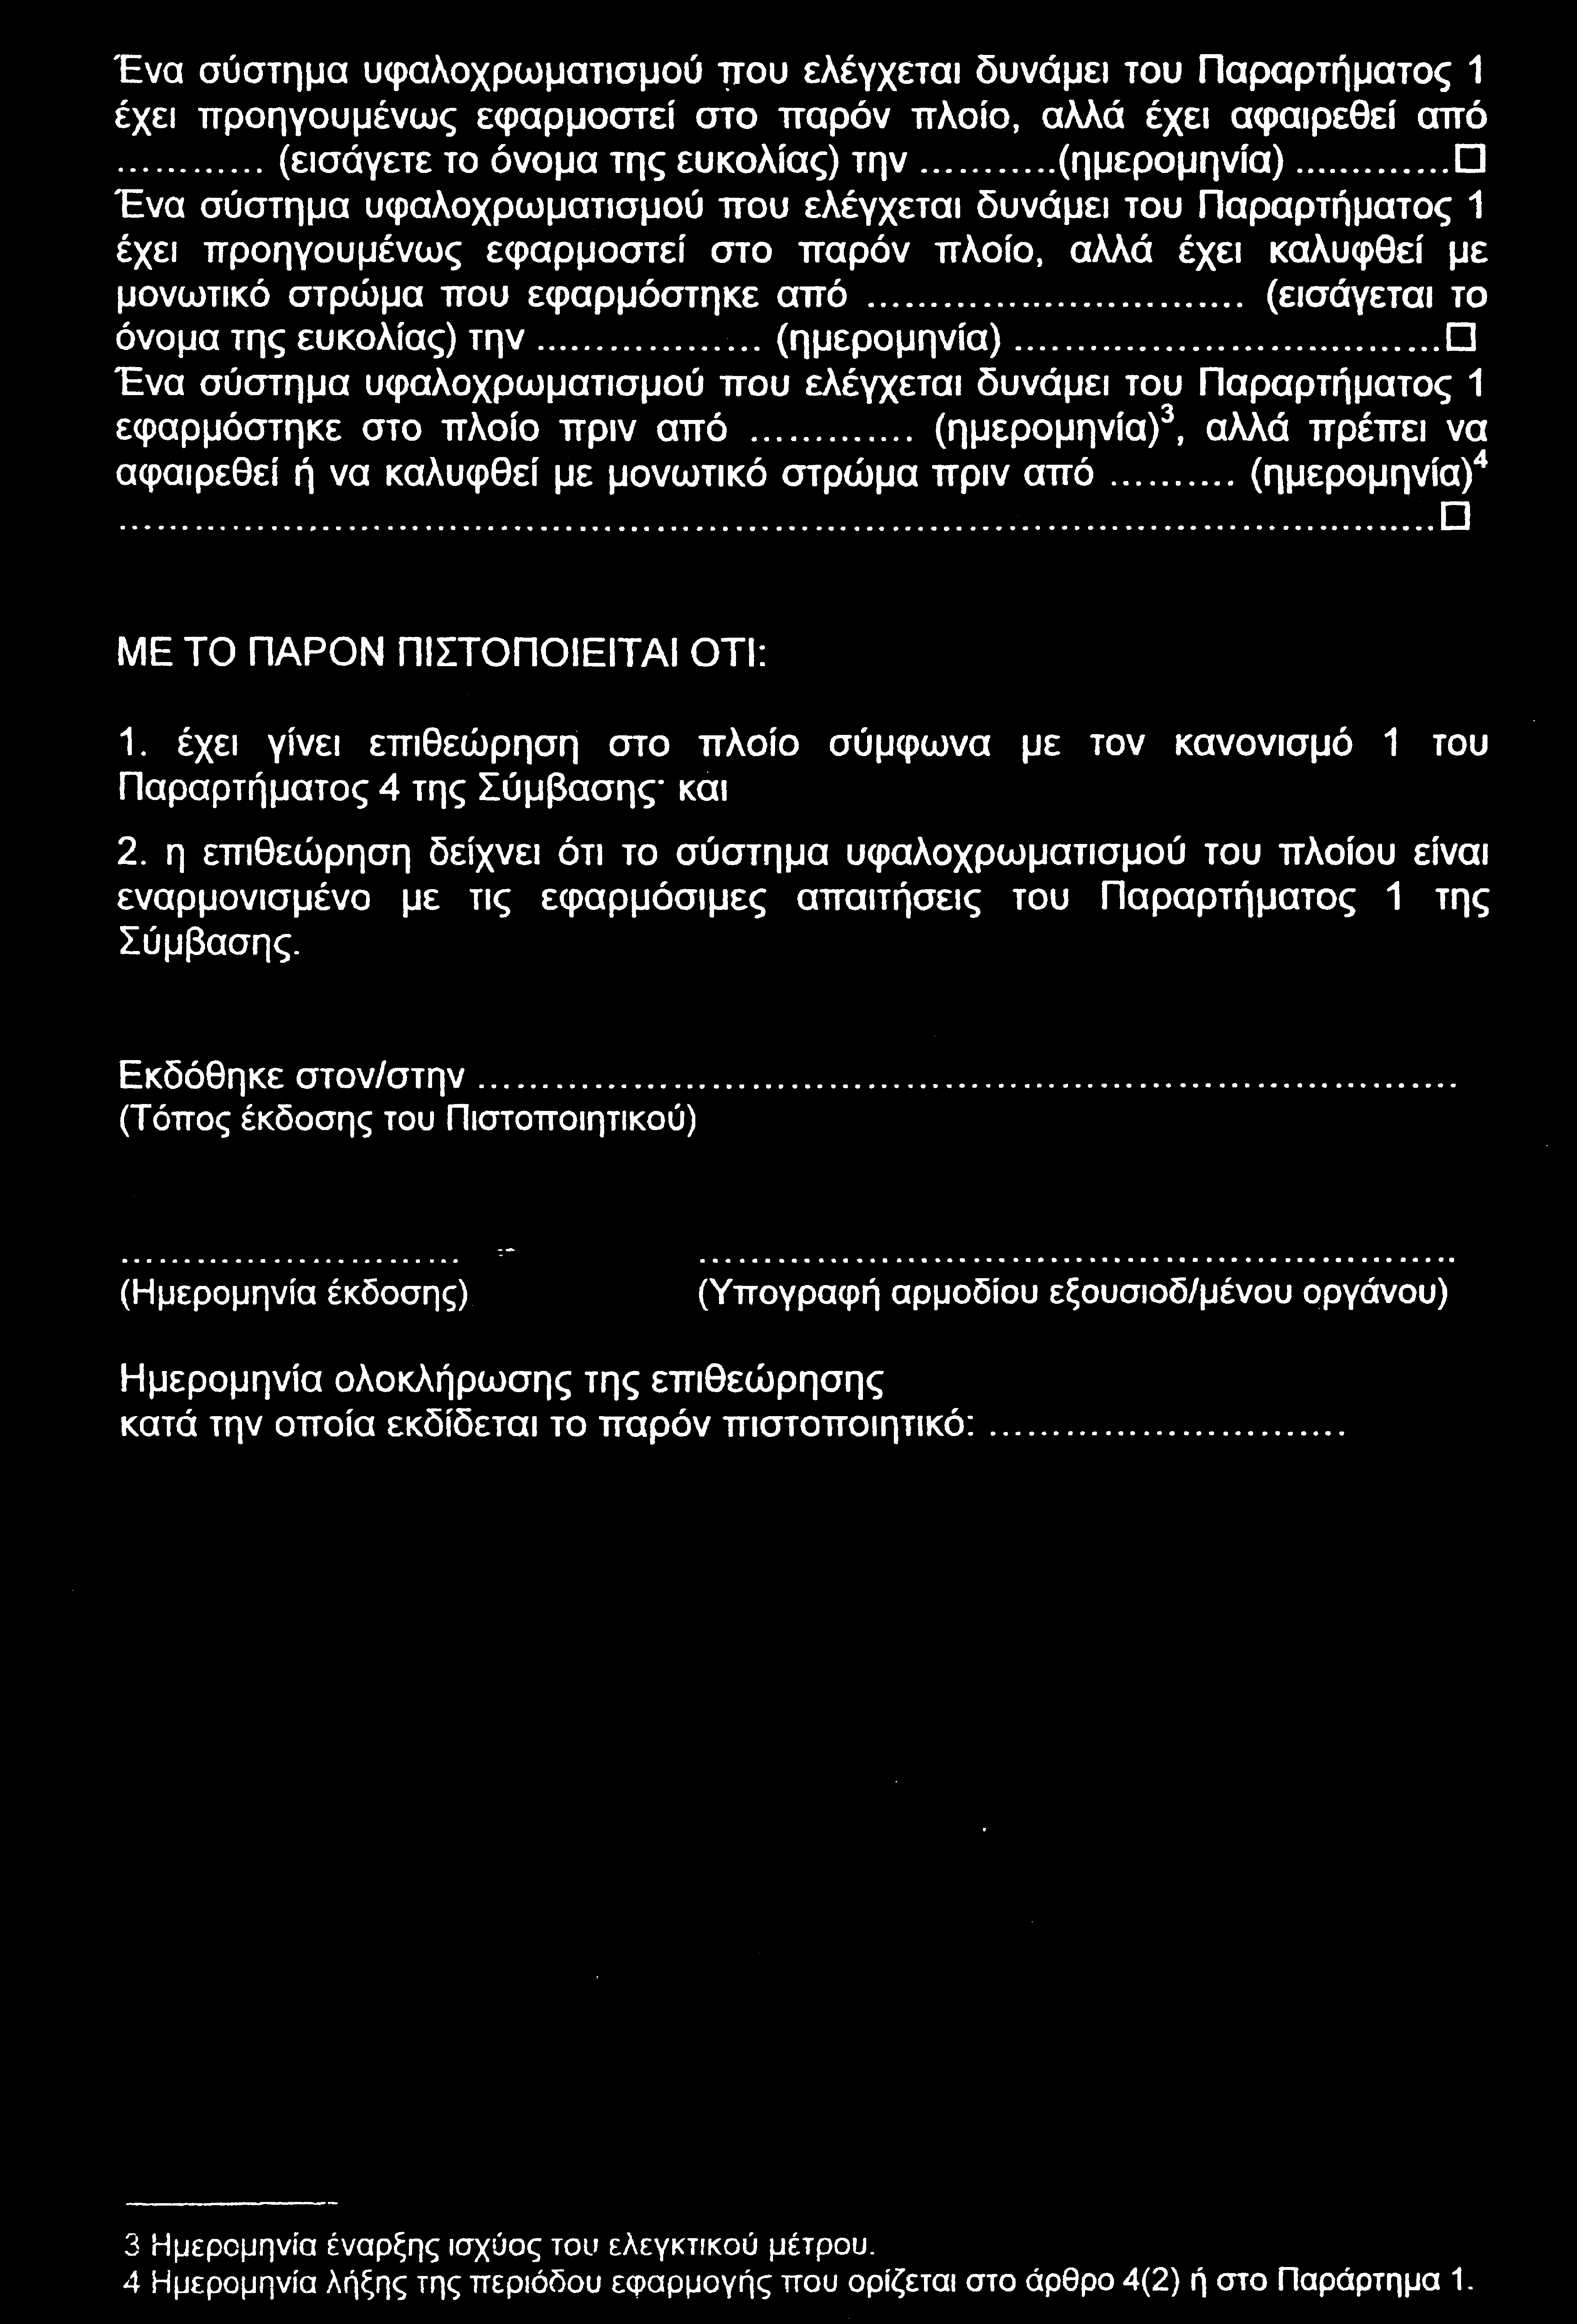 Ένα σύστημα υφαλοχρωματισμού που ελέγχεται δυνάμει του Παραρτήματος 1
έχει προηγουμένως εφαρμοστεί στο παρόν πλοίο, αλλά έχει αφαιρεθεί από
............. (εισάγετε το όνομα της ευκολίας) την............(ημερομηνία)..............□
Ένα σύστημα υφαλοχρωματισμού που ελέγχεται δυνάμει του Παραρτήματος 1
έχει προηγουμένως εφαρμοστεί στο παρόν πλοίο, αλλά έχει καλυφθεί με
μονωτικό στρώμα που εφαρμόστηκε από .................................. (εισάγεται το
όνομα της ευκολίας) την.................... (ημερομηνία)......................................□
Ένα σύστημα υφαλοχρωματισμού που ελέγχεται δυνάμει του Παραρτήματος 1
εφαρμόστηκε στο πλοίο πριν από ............... (ημερομηνία)³, αλλά πρέπει να
αφαιρεθεί ή να καλυφθεί με μονωτικό στρώμα πριν από ........... (ημερομηνία)⁴
........................................................................................................................□
ΜΕ ΤΟ ΠΑΡΟΝ ΠΙΣΤΟΠΟΙΕΙΤΑΙ ΟΤΙ:
1. έχει γίνει επιθεώρηση στο πλοίο σύμφωνα με τον κανονισμό 1 του
Παραρτήματος 4 της Σύμβασης· και
2. η επιθεώρηση δείχνει ότι το σύστημα υφαλοχρωματισμού του πλοίου είναι
εναρμονισμένο με τις εφαρμόσιμες απαιτήσεις του Παραρτήματος 1 της
Σύμβασης.
Εκδόθηκε στον/στην.........................................................................................
(Τόπος έκδοσης του Πιστοποιητικού)
............................... .....................................................................
(Ημερομηνία έκδοσης) (Υπογραφή αρμοδίου εξουσιοδ/μένου οργάνου)
Ημερομηνία ολοκλήρωσης της επιθεώρησης
κατά την οποία εκδίδεται το παρόν πιστοποιητικό: ................................
3 Ημερομηνία έναρξης ισχύος του ελεγκτικού μέτρου.
4 Ημερομηνία λήξης της περιόδου εφαρμογής που ορίζεται στο άρθρο 4(2) ή στο Παράρτημα 1.